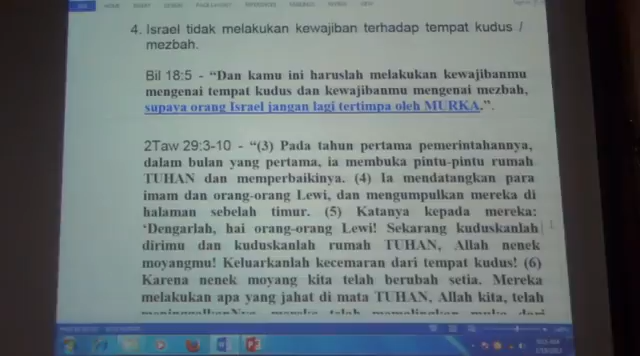 4. Israel tidak melakukan kewajiban terhadap tempat kudus /
mezbah.
Bil 18:5 - “Dan kamu ini haruslah melakukan kewajibanmu
mengenai tempat kudus dan kewajibanmu mengenai mezbah,
supaya orang Israel jangan lagi tertimpa oleh MURKA.”.
2Taw 29:3-10 - “(3) Pada tahun pertama pemerintahannya,
dalam bulan yang pertama, ia membuka pintu-pintu rumah
TUHAN dan memperbaikinya. (4) Ia mendatangkan para
imam dan orang-orang Lewi, dan mengumpulkan mereka di
halaman sebelah timur. (5) Katanya kepada mereka:
‘Dengarlah, hai orang-orang Lewi! Sekarang kuduskanlah
dirimu dan kuduskanlah rumah TUHAN, Allah nenek
moyangmu! Keluarkanlah kecemaran dari tempat kudus! (6)
Karena nenek moyang kita telah berubah setia. Mereka
melakukan apa yang jahat di mata TUHAN, Allah kita, telah